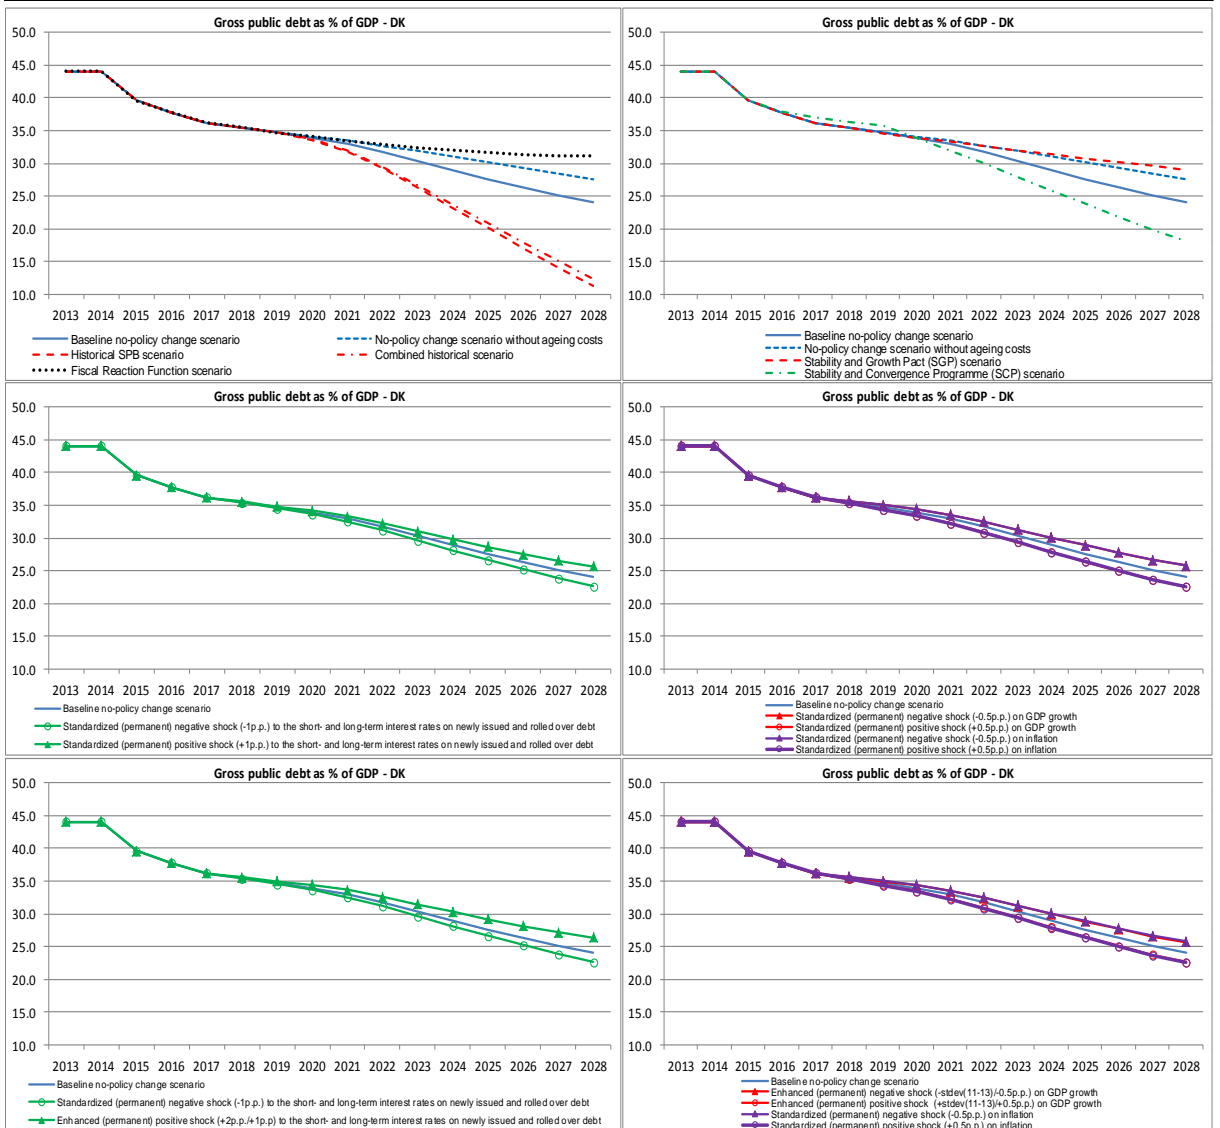 Gross public debt as % of GDP - DK
50.0
45.0
40.0
35.0
30.0
25.0
20.0
15.0
10.0
2013 2014 2015 2016 2017 2018 2019 2020 2021 2022 2023 2024 2025 2026 2027 2028
Baseline no-policy change scenario
No-policy change scenario without ageing costs
Historical SPB scenario
Combined historical scenario
Fiscal Reaction Function scenario
Gross public debt as % of GDP - DK
50.0
45.0
40.0
35.0
30.0
25.0
20.0
15.0
10.0
2013 2014 2015 2016 2017 2018 2019 2020 2021 2022 2023 2024 2025 2026 2027 2028
Baseline no-policy change scenario
No-policy change scenario without ageing costs
Stability and Growth Pact (SGP) scenario
Stability and Convergence Programme (SCP) scenario
Gross public debt as % of GDP - DK
50.0
45.0
40.0
35.0
30.0
25.0
20.0
15.0
10.0
2013 2014 2015 2016 2017 2018 2019 2020 2021 2022 2023 2024 2025 2026 2027 2028
Baseline no-policy change scenario
Standardized (permanent) negative shock (-1p.p.) to the short- and long-term interest rates on newly issued and rolled over debt
Standardized (permanent) positive shock (+1p.p.) to the short- and long-term interest rates on newly issued and rolled over debt
Gross public debt as % of GDP - DK
50.0
45.0
40.0
35.0
30.0
25.0
20.0
15.0
10.0
2013 2014 2015 2016 2017 2018 2019 2020 2021 2022 2023 2024 2025 2026 2027 2028
Baseline no-policy change scenario
Standardized (permanent) negative shock (-0.5p.p.) on GDP growth
Standardized (permanent) positive shock (+0.5p.p.) on GDP growth
Standardized (permanent) negative shock (-0.5p.p.) on inflation
Standardized (permanent) positive shock (+0.5p.p.) on inflation
Gross public debt as % of GDP - DK
50.0
45.0
40.0
35.0
30.0
25.0
20.0
15.0
10.0
2013 2014 2015 2016 2017 2018 2019 2020 2021 2022 2023 2024 2025 2026 2027 2028
Baseline no-policy change scenario
Standardized (permanent) negative shock (-1p.p.) to the short- and long-term interest rates on newly issued and rolled over debt
Enhanced (permanent) positive shock (+2p.p./+1p.p) to the short- and long-term interest rates on newly issued and rolled over debt
Gross public debt as % of GDP - DK
50.0
45.0
40.0
35.0
30.0
25.0
20.0
15.0
10.0
2013 2014 2015 2016 2017 2018 2019 2020 2021 2022 2023 2024 2025 2026 2027 2028
Baseline no-policy change scenario
Enhanced (permanent) negative shock (-stdev(11-13)/-0.5p.p.) on GDP growth
Enhanced (permanent) positive shock (+stdev(11-13)/+0.5p.p.) on GDP growth
Standardized (permanent) negative shock (-0.5p.p.) on inflation
Standardized (permanent) positive shock (+0.5p.p.) on inflation